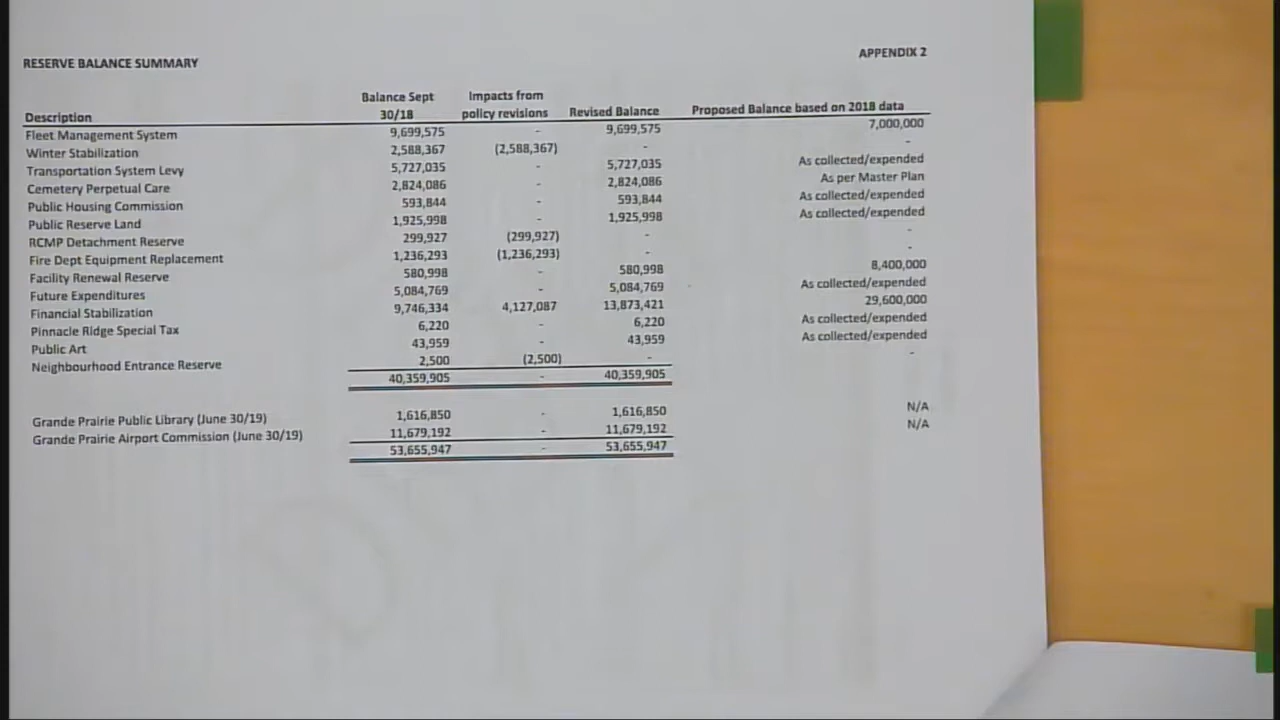 RESERVE BALANCE SUMMARY APPENDIX 2
Balance Sept Impacts from
Description 30/18 policy revisions Revised Balance Proposed Balance based on 2018 data
Fleet Management System 9,699,575 - 9,699,575 7,000,000
Winter Stabilization 2,588,367 (2,588,367) - -
Transportation System Levy 5,727,035 - 5,727,035 As collected/expended
Cemetery Perpetual Care 2,824,086 - 2,824,086 As per Master Plan
Public Housing Commission 593,844 - 593,844 As collected/expended
Public Reserve Land 1,925,998 - 1,925,998 As collected/expended
RCMP Detachment Reserve 299,927 (299,927) - -
Fire Dept Equipment Replacement 1,236,293 (1,236,293) - -
Facility Renewal Reserve 580,998 - 580,998 8,400,000
Future Expenditures 5,084,769 - 5,084,769 As collected/expended
Financial Stabilization 9,746,334 4,127,087 13,873,421 29,600,000
Pinnacle Ridge Special Tax 6,220 - 6,220 As collected/expended
Public Art 43,959 - 43,959 As collected/expended
Neighbourhood Entrance Reserve 2,500 (2,500) - -
40,359,905 - 40,359,905
Grande Prairie Public Library (June 30/19) 1,616,850 - 1,616,850 N/A
Grande Prairie Airport Commission (June 30/19) 11,679,192 - 11,679,192 N/A
53,655,947 - 53,655,947